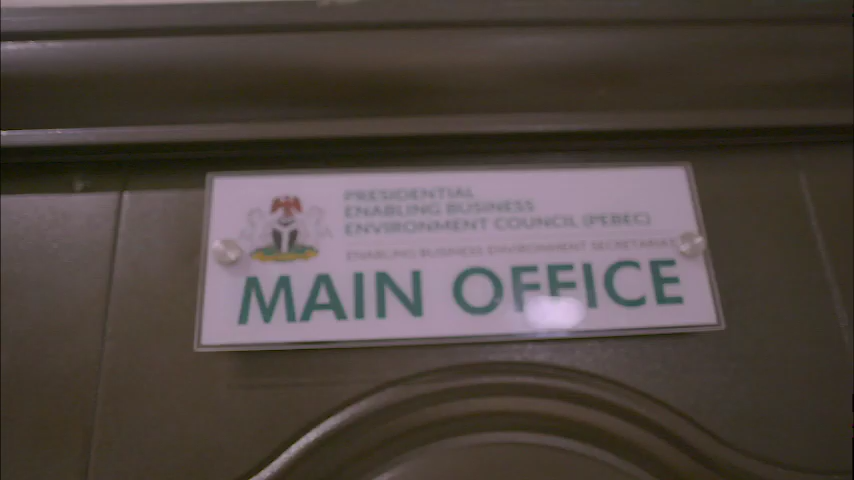 PRESIDENTIAL
ENABLING BUSINESS
ENVIRONMENT COUNCIL (PEBEC)
ENABLING BUSINESS ENVIRONMENT SECRETARIAT
MAIN OFFICE